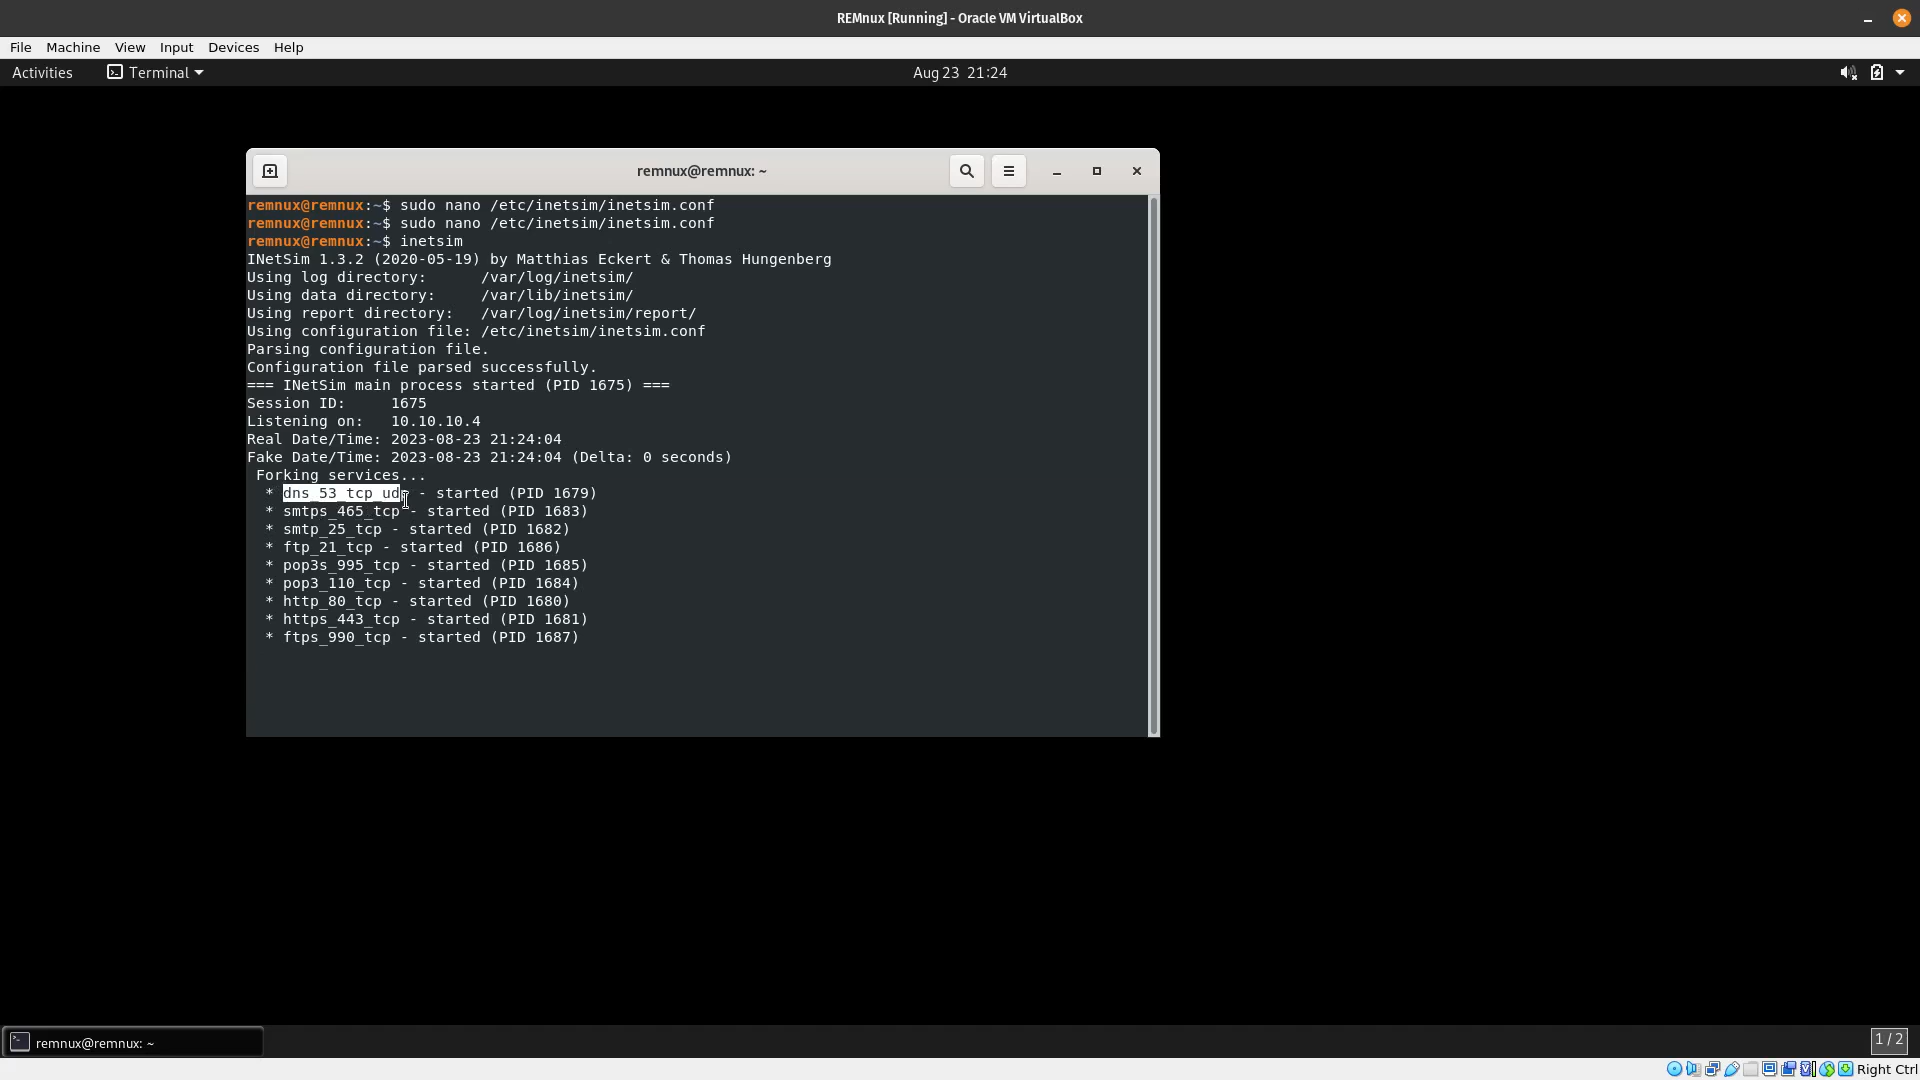 REMnux [Running] - Oracle VM VirtualBox
File Machine View Input Devices Help
Activities Terminal Aug 23 21:24
remnux@remnux: ~
remnux@remnux:~$ sudo nano /etc/inetsim/inetsim.conf
remnux@remnux:~$ sudo nano /etc/inetsim/inetsim.conf
remnux@remnux:~$ inetsim
INetSim 1.3.2 (2020-05-19) by Matthias Eckert & Thomas Hungenberg
Using log directory:      /var/log/inetsim/
Using data directory:     /var/lib/inetsim/
Using report directory:   /var/log/inetsim/report/
Using configuration file: /etc/inetsim/inetsim.conf
Parsing configuration file.
Configuration file parsed successfully.
=== INetSim main process started (PID 1675) ===
Session ID:     1675
Listening on:   10.10.10.4
Real Date/Time: 2023-08-23 21:24:04
Fake Date/Time: 2023-08-23 21:24:04 (Delta: 0 seconds)
 Forking services...
  * dns_53_tcp_udp - started (PID 1679)
  * smtps_465_tcp - started (PID 1683)
  * smtp_25_tcp - started (PID 1682)
  * ftp_21_tcp - started (PID 1686)
  * pop3s_995_tcp - started (PID 1685)
  * pop3_110_tcp - started (PID 1684)
  * http_80_tcp - started (PID 1680)
  * https_443_tcp - started (PID 1681)
  * ftps_990_tcp - started (PID 1687)
remnux@remnux: ~
1 / 2
Right Ctrl